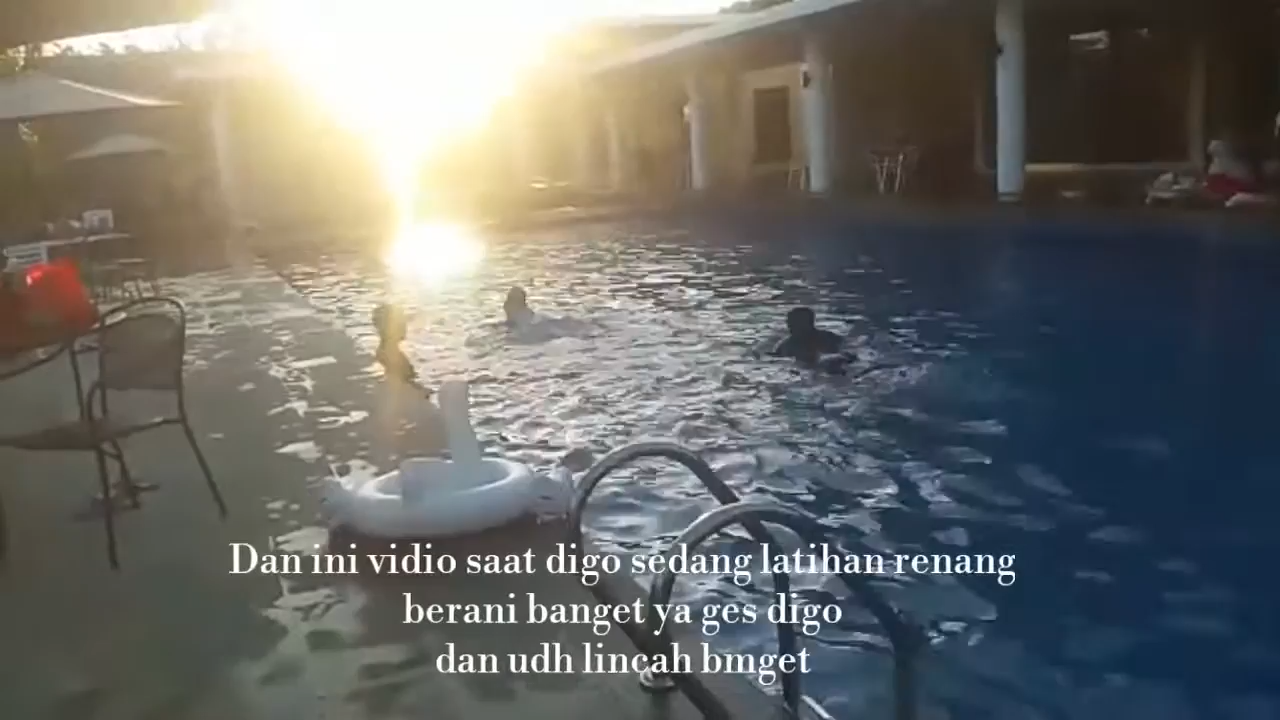 Dan ini vidio saat digo sedang latihan renang
berani banget ya ges digo
dan udh lincah bmget